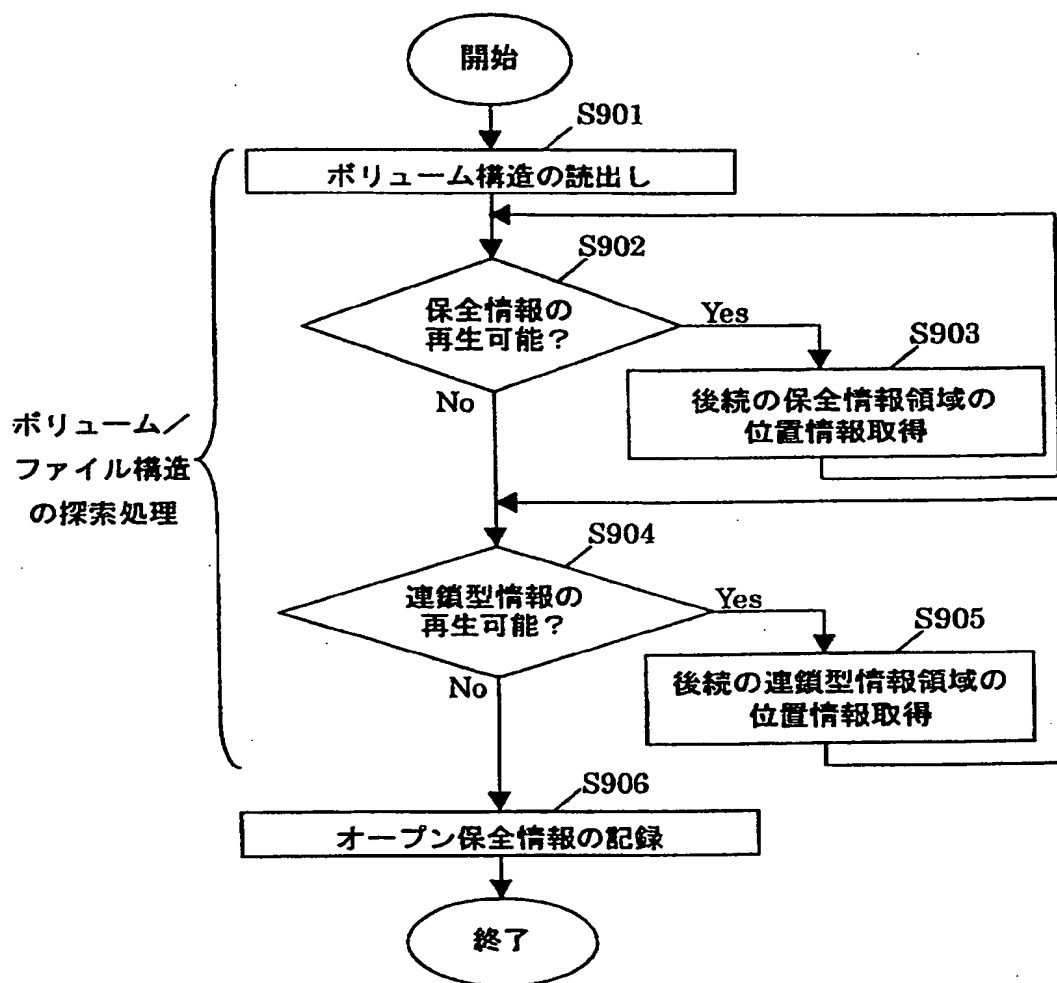 開始
S901
ボリューム構造の読出し
S902
保全情報の
再生可能?
Yes
S903
後続の保全情報領域の
位置情報取得
No
ボリューム/
ファイル構造
の探索処理
S904
連鎖型情報の
再生可能?
Yes
S905
後続の連鎖型情報領域の
位置情報取得
No
S906
オープン保全情報の記録
終了